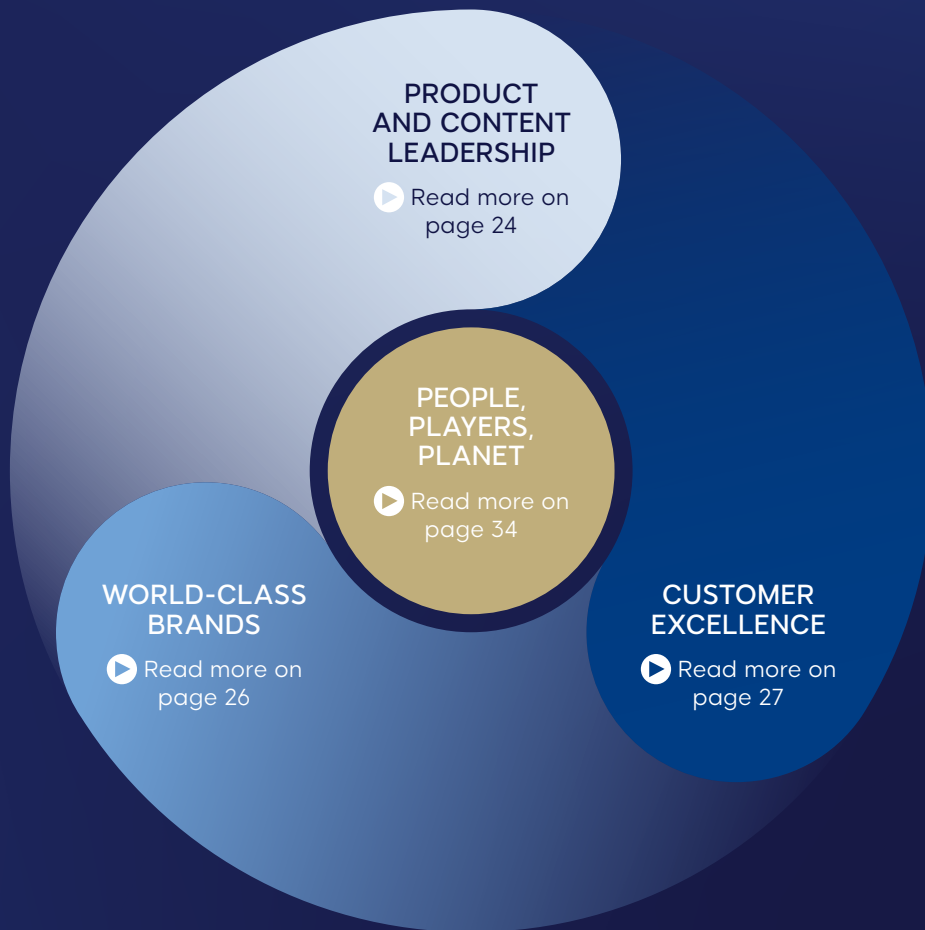 PRODUCT
AND CONTENT
LEADERSHIP
Read more on
page 24
PEOPLE,
PLAYERS,
PLANET
Read more on
page 34
WORLD-CLASS
BRANDS
Read more on
page 26
CUSTOMER
EXCELLENCE
Read more on
page 27